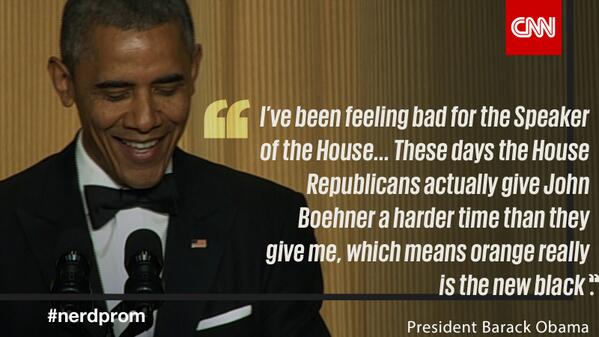 CNN
“
I've been feeling bad for the Speaker
of the House... These days the House
Republicans actually give John
Boehner a harder time than they
give me, which means orange really
is the new black.”
#nerdprom
President Barack Obama